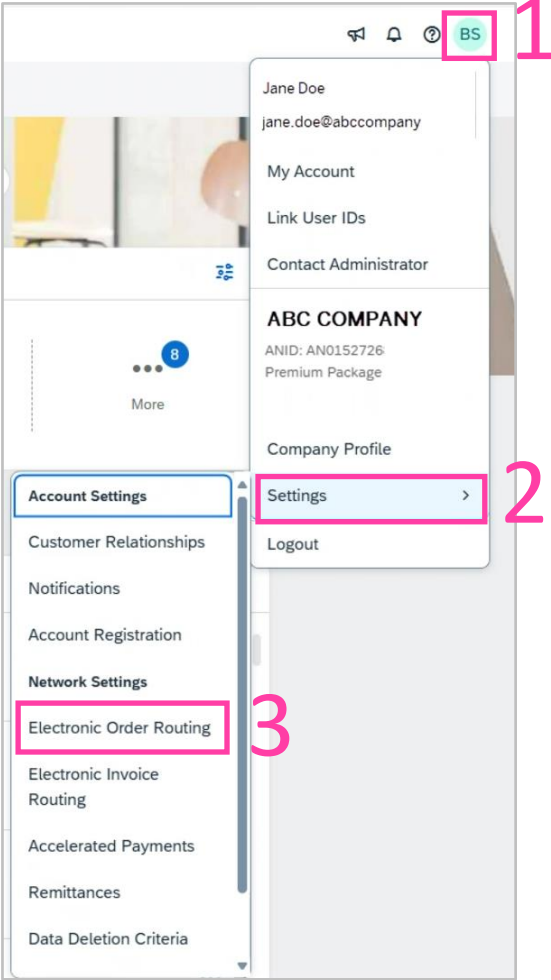 1
BS
Jane Doe
jane.doe@abccompany
My Account
Link User IDs
Contact Administrator
ABC COMPANY
ANID: AN0152726
Premium Package
8
More
Company Profile
Settings
2
Logout
Account Settings
Customer Relationships
Notifications
Account Registration
Network Settings
Electronic Order Routing
3
Electronic Invoice
Routing
Accelerated Payments
Remittances
Data Deletion Criteria